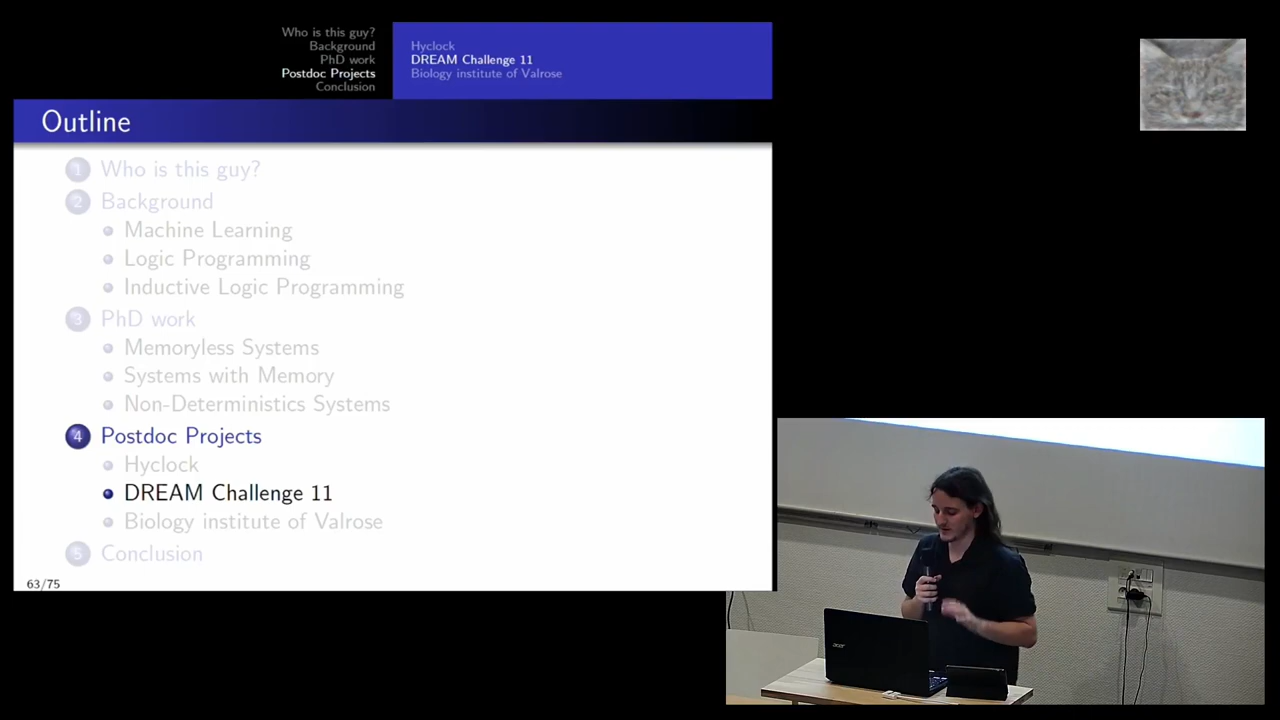 Who is this guy?
Background
PhD work
Postdoc Projects
Conclusion
Hyclock
DREAM Challenge 11
Biology institute of Valrose
Outline
1 Who is this guy?
2 Background
Machine Learning
Logic Programming
Inductive Logic Programming
3 PhD work
Memoryless Systems
Systems with Memory
Non-Deterministics Systems
4 Postdoc Projects
Hyclock
DREAM Challenge 11
Biology institute of Valrose
5 Conclusion
63/75
acer